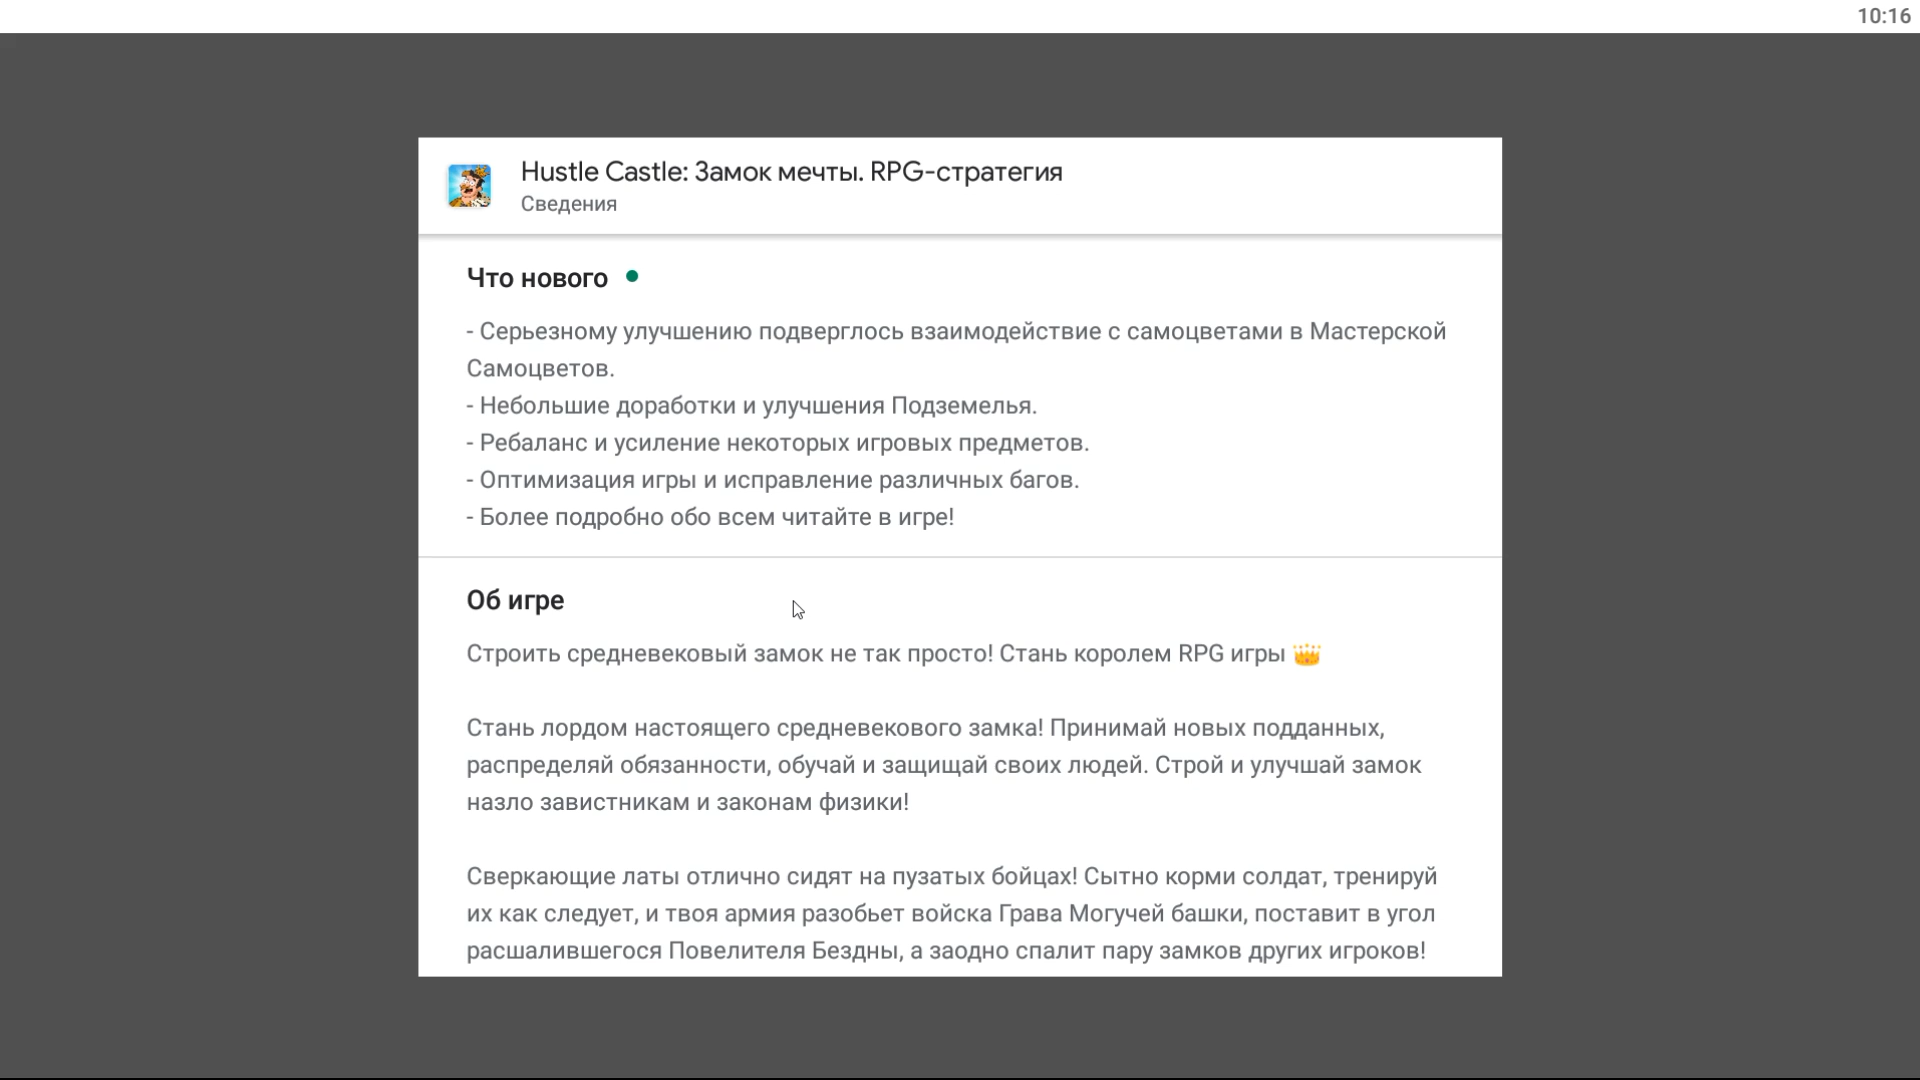 10:16
Hustle Castle: Замок мечты. RPG-стратегия
Сведения
Что нового
- Серьезному улучшению подверглось взаимодействие с самоцветами в Мастерской
Самоцветов.
- Небольшие доработки и улучшения Подземелья.
- Ребаланс и усиление некоторых игровых предметов.
- Оптимизация игры и исправление различных багов.
- Более подробно обо всем читайте в игре!
Об игре
Строить средневековый замок не так просто! Стань королем RPG игры 👑
Стань лордом настоящего средневекового замка! Принимай новых подданных,
распределяй обязанности, обучай и защищай своих людей. Строй и улучшай замок
назло завистникам и законам физики!
Сверкающие латы отлично сидят на пузатых бойцах! Сытно корми солдат, тренируй
их как следует, и твоя армия разобьет войска Грава Могучей башки, поставит в угол
расшалившегося Повелителя Бездны, а заодно спалит пару замков других игроков!